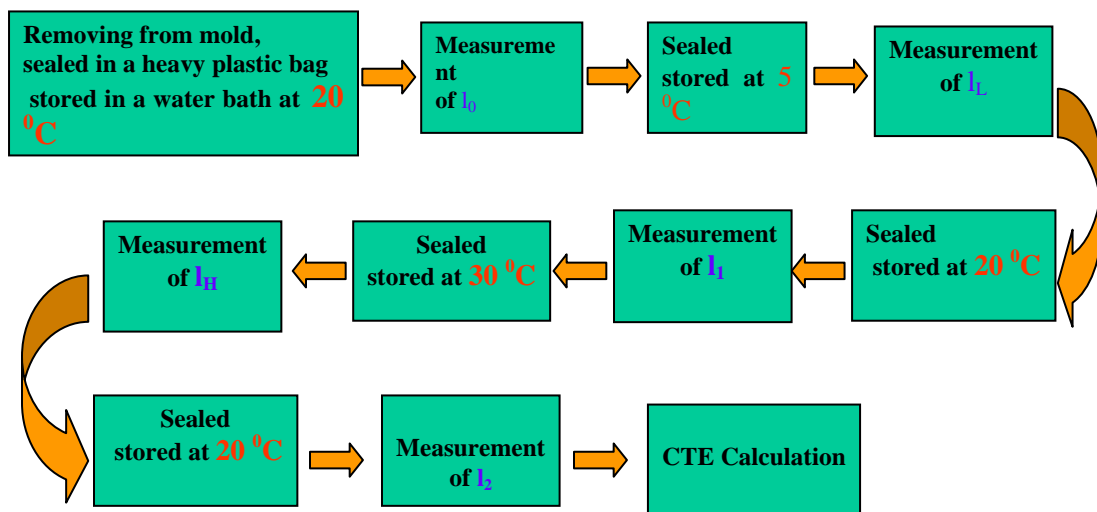 Removing from mold,
sealed in a heavy plastic bag
stored in a water bath at 20
⁰C
Measureme
nt
of l₀
Sealed
stored at 5
⁰C
Measurement
of l_L
Sealed
stored at 20 ⁰C
Measurement
of l₁
Sealed
stored at 30 ⁰C
Measurement
of l_H
Sealed
stored at 20 ⁰C
Measurement
of l₂
CTE Calculation